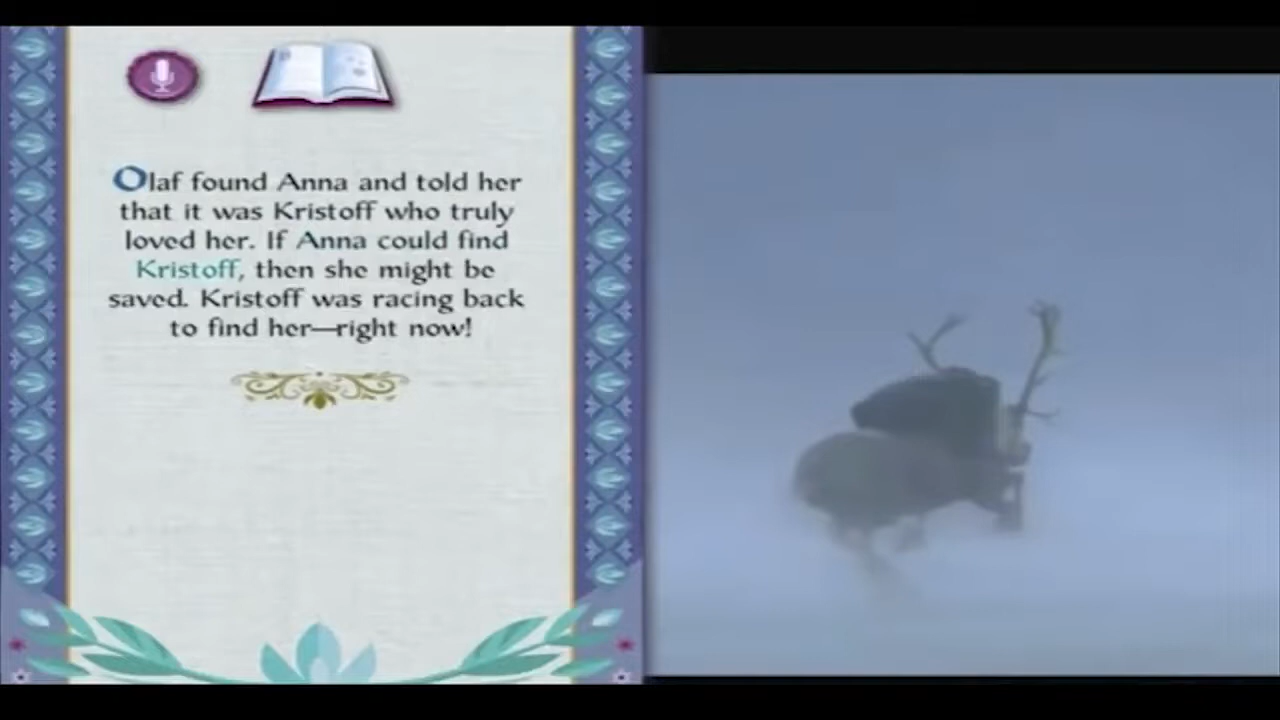 Olaf found Anna and told her
that it was Kristoff who truly
loved her. If Anna could find
Kristoff, then she might be
saved. Kristoff was racing back
to find her—right now!